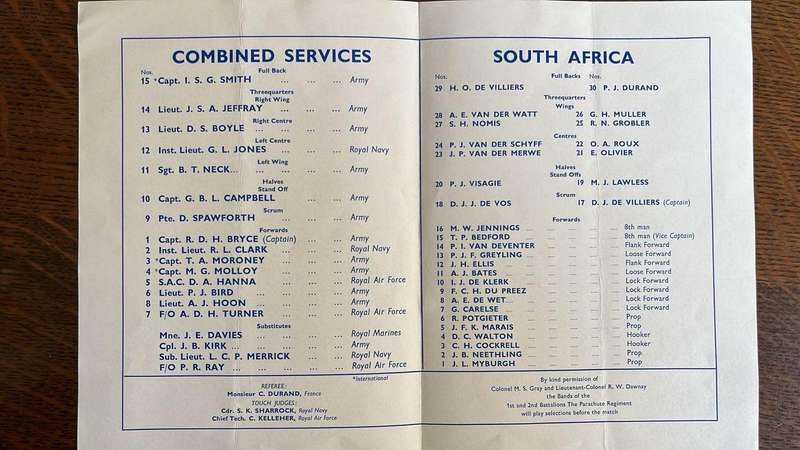 COMBINED SERVICES
Nos.
Full Back
15 *Capt. I. S. G. SMITH ... ... ... Army
Threequarters
Right Wing
14 Lieut. J. S. A. JEFFRAY ... ... ... Army
Right Centre
13 Lieut. D. S. BOYLE ... ... ... Army
Left Centre
12 Inst. Lieut. G. L. JONES ... ... Royal Navy
Left Wing
11 Sgt. B. T. NECK... ... ... ... Army
Halves
Stand Off
10 Capt. G. B. L. CAMPBELL ... ... Army
Scrum
9 Pte. D. SPAWFORTH ... ... ... Army
Forwards
1 Capt. R. D. H. BRYCE (Captain) ... ... Army
2 Inst. Lieut. R. L. CLARK ... ... Royal Navy
3 *Capt. T. A. MORONEY ... ... Army
4 *Capt. M. G. MOLLOY ... ... Army
5 S.A.C. D. A. HANNA ... ... ... Royal Air Force
6 Lieut. P. J. BIRD ... ... ... ... Army
8 Lieut. A. J. HOON ... ... ... ... Army
7 F/O A. D. H. TURNER ... ... ... Royal Air Force
Substitutes
Mne. J. E. DAVIES ... ... ... Royal Marines
Cpl. J. B. KIRK ... ... ... ... Army
Sub. Lieut. L. C. P. MERRICK ... ... Royal Navy
F/O P. R. RAY ... ... ... ... Royal Air Force
*International
REFEREE:
Monsieur C. DURAND, France
TOUCH JUDGES:
Cdr. S. K. SHARROCK, Royal Navy
Chief Tech. C. KELLEHER, Royal Air Force
SOUTH AFRICA
Nos. Full Backs Nos.
29 H. O. DE VILLIERS 30 P. J. DURAND
Threequarters
Wings
28 A. E. VAN DER WATT 26 G. H. MULLER
27 S. H. NOMIS 25 R. N. GROBLER
Centres
24 P. J. VAN DER SCHYFF 22 O. A. ROUX
23 J. P. VAN DER MERWE 21 E. OLIVIER
Halves
Stand Offs
20 P. J. VISAGIE 19 M. J. LAWLESS
Scrum
18 D. J. J. DE VOS 17 D. J. DE VILLIERS (Captain)
Forwards
16 M. W. JENNINGS 8th man
15 T. P. BEDFORD 8th man (Vice Captain)
14 P. I. VAN DEVENTER Flank Forward
13 P. J. F. GREYLING Loose Forward
12 J. H. ELLIS Flank Forward
11 A. J. BATES Loose Forward
10 I. J. DE KLERK Lock Forward
9 F. C. H. DU PREEZ Lock Forward
8 A. E. DE WET Lock Forward
7 G. CARELSE Lock Forward
6 R. POTGIETER Prop
5 J. F. K. MARAIS Prop
4 D. C. WALTON Hooker
3 C. H. COCKRELL Hooker
2 J. B. NEETHLING Prop
1 J. L. MYBURGH Prop
By kind permission of
Colonel M. S. Gray and Lieutenant-Colonel R. W. Dawnay
the Bands of the
1st and 2nd Battalions The Parachute Regiment
will play selections before the match